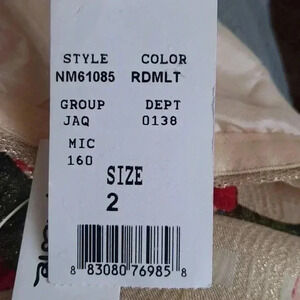 STYLE COLOR
NM61085 RDMLT
GROUP DEPT
JAQ 0138
MIC
160
SIZE
2
8 83080 76985 8